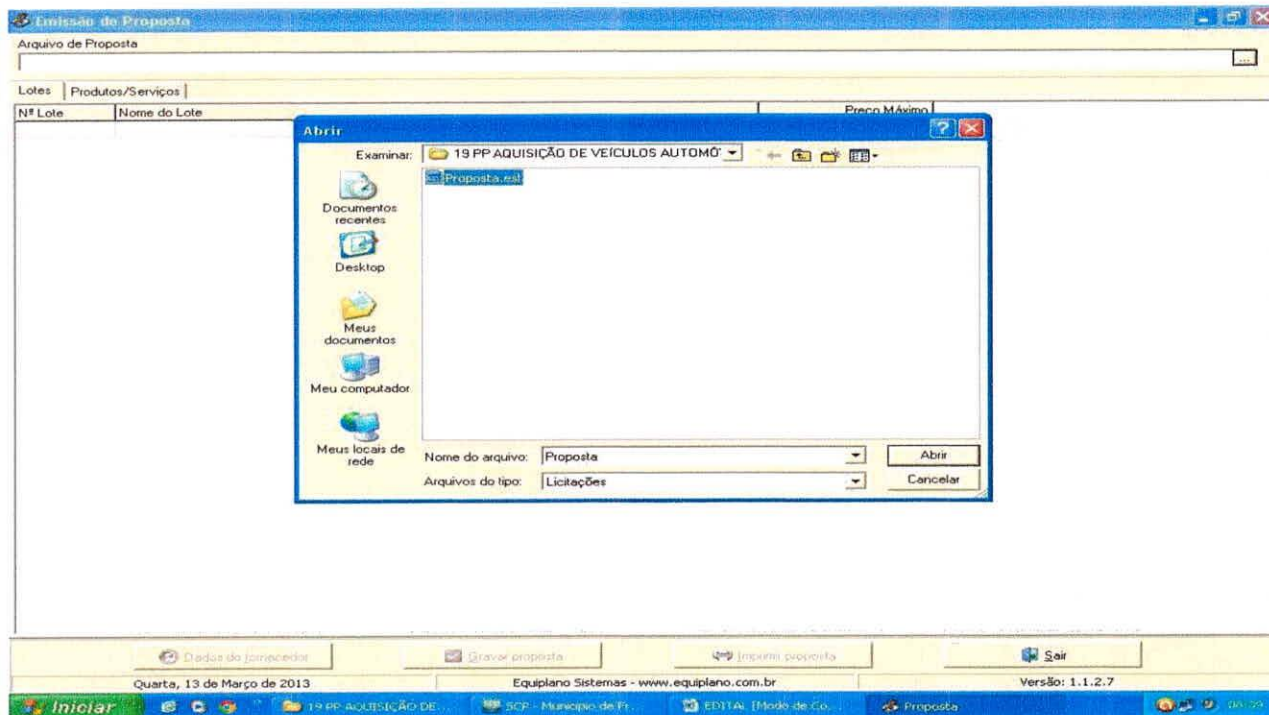 Emissão de Proposta
Arquivo de Proposta
...
Lotes Produtos/Serviços
Nº Lote Nome do Lote Preço Máximo
Abrir
Examinar: 19 PP AQUISIÇÃO DE VEÍCULOS AUTOMÓ
Proposta.esl
Documentos recentes
Desktop
Meus documentos
Meu computador
Meus locais de rede
Nome do arquivo: Proposta Abrir
Arquivos do tipo: Licitações Cancelar
Dados do fornecedor Gravar proposta Imprimir proposta Sair
Quarta, 13 de Março de 2013 Equiplano Sistemas - www.equiplano.com.br Versão: 1.1.2.7
Iniciar 19 PP AQUISIÇÃO DE... SCP - Município de Fr... EDITAL [Modo de Co... Proposta